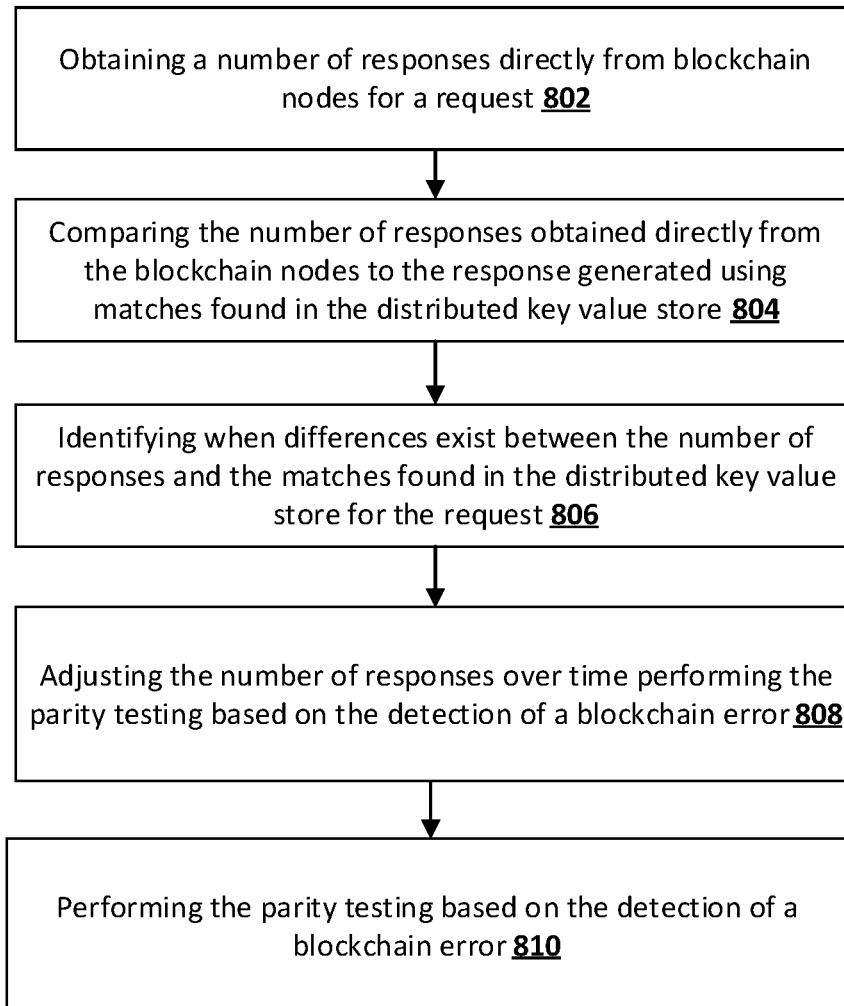 Obtaining a number of responses directly from blockchain
nodes for a request 802
Comparing the number of responses obtained directly from
the blockchain nodes to the response generated using
matches found in the distributed key value store 804
Identifying when differences exist between the number of
responses and the matches found in the distributed key value
store for the request 806
Adjusting the number of responses over time performing the
parity testing based on the detection of a blockchain error 808
Performing the parity testing based on the detection of a
blockchain error 810